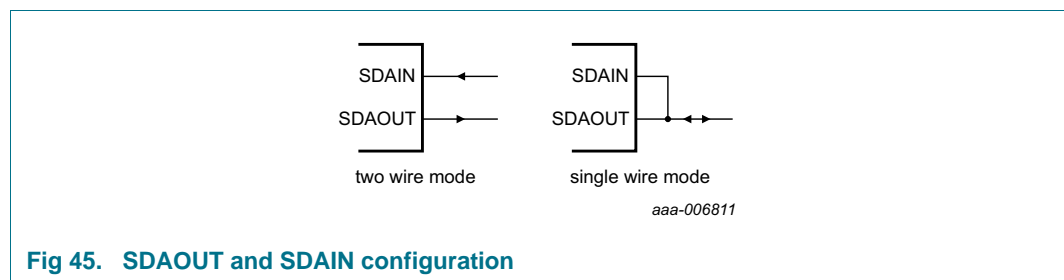 SDAIN
SDAOUT
two wire mode
SDAIN
SDAOUT
single wire mode
aaa-006811
Fig 45. SDAOUT and SDAIN configuration